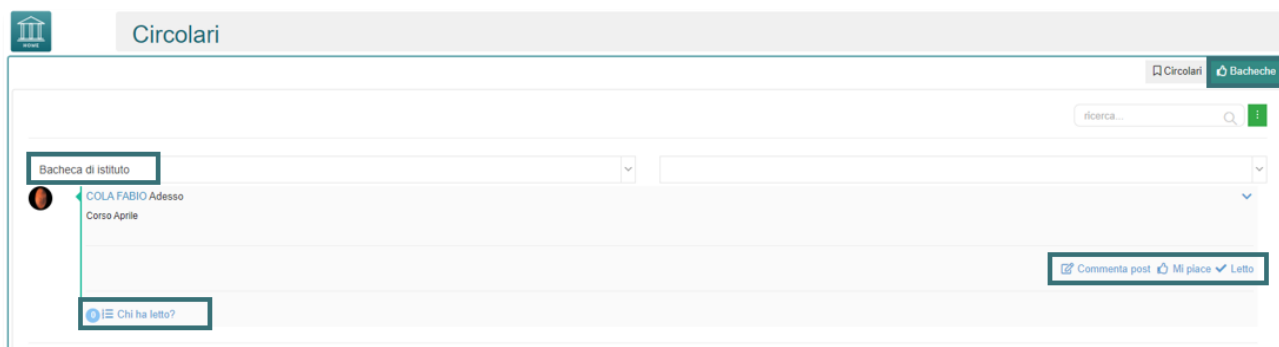 HOME
Circolari
Circolari Bacheche
ricerca...
Bacheca di istituto
COLA FABIO Adesso
Corso Aprile
Commenta post Mi piace Letto
0 Chi ha letto?